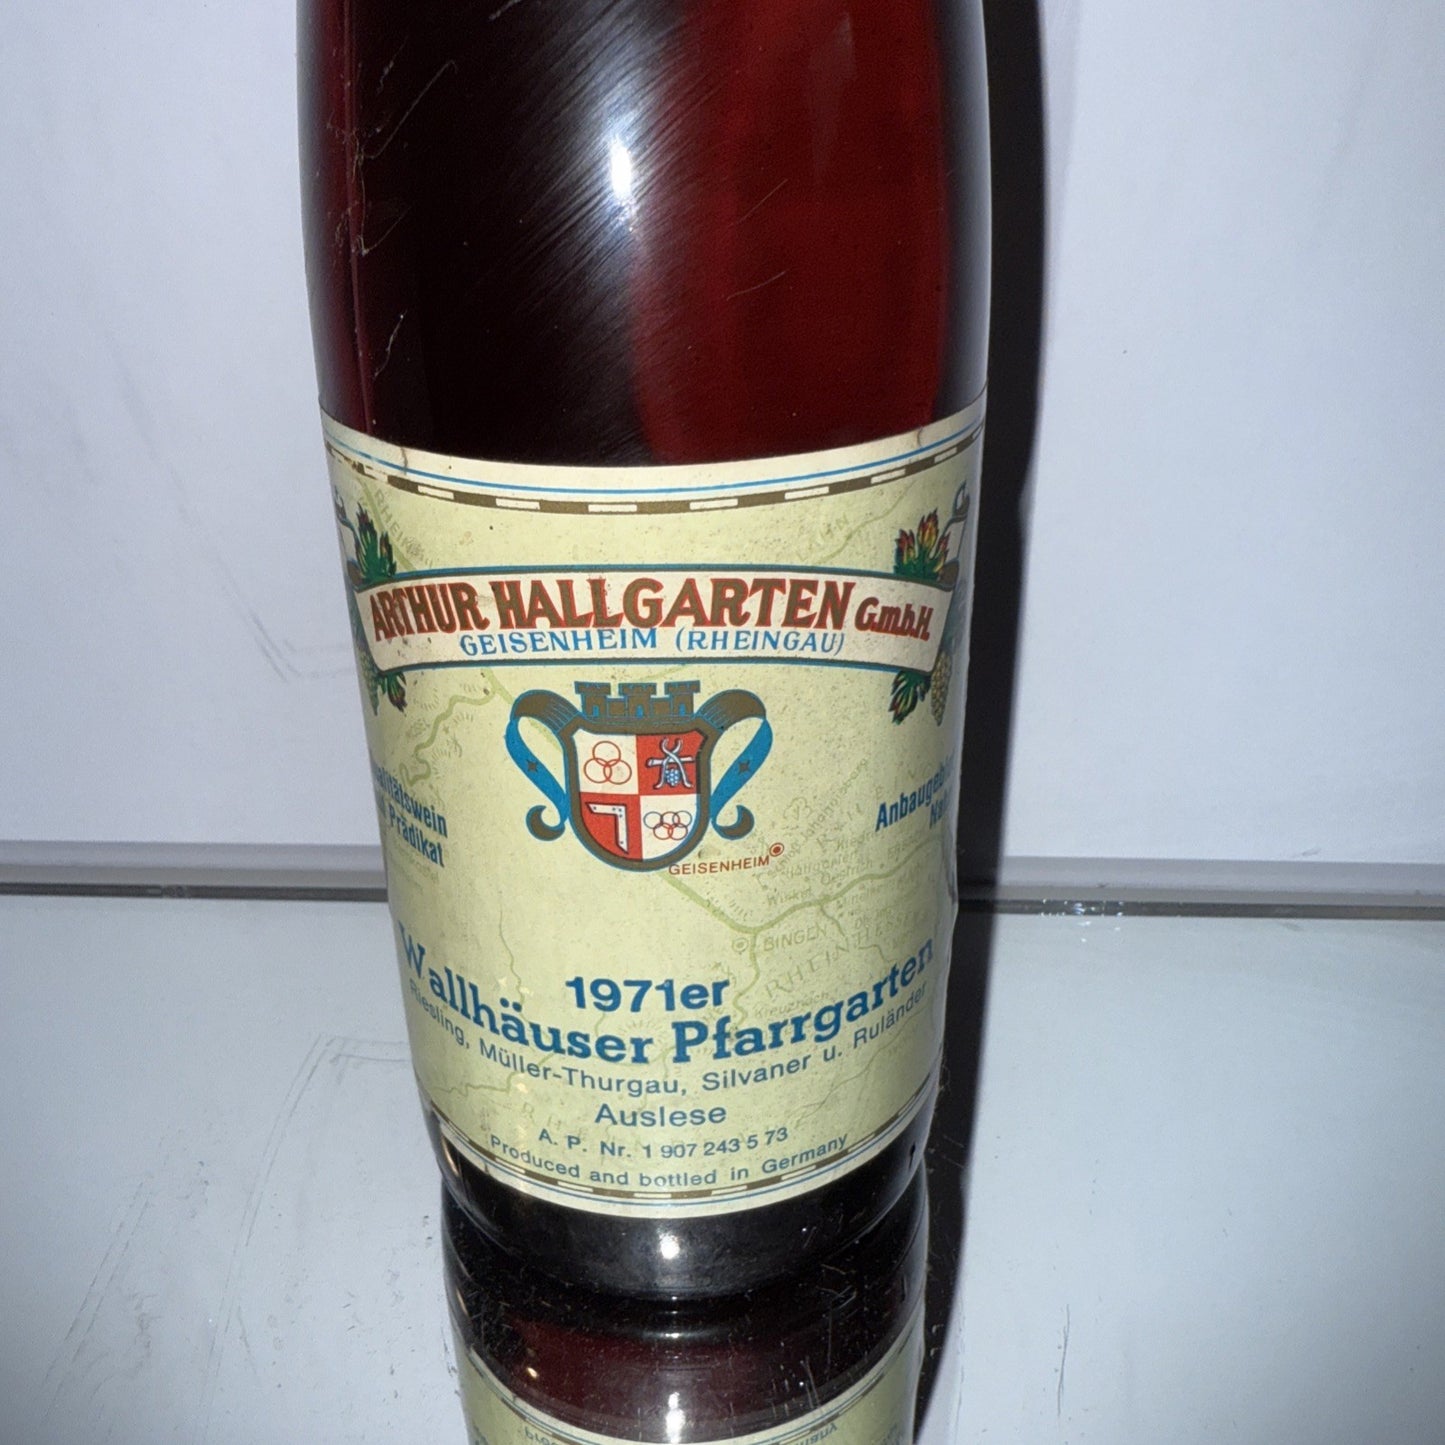 ARTHUR HALLGARTEN G.m.b.H.
GEISENHEIM (RHEINGAU)
Prädikat
GEISENHEIM
BINGEN
1971er
Wallhäuser Pfarrgarten
Riesling, Müller-Thurgau, Silvaner u. Ruländer
Auslese
A. P. Nr. 1 907 243 5 73
Produced and bottled in Germany